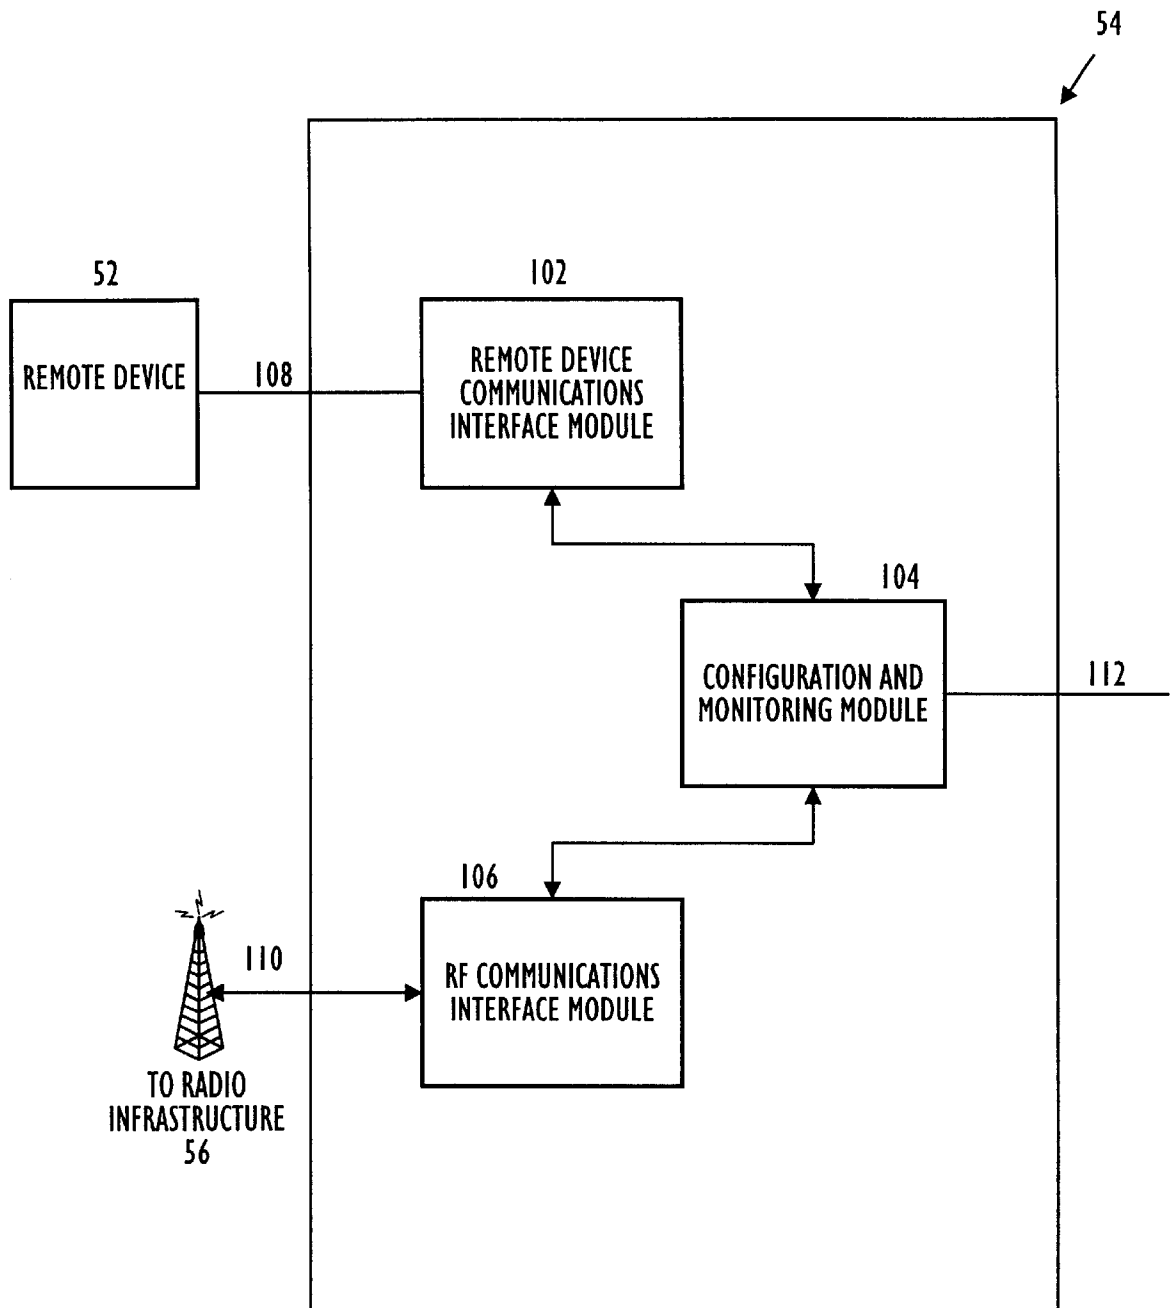 54
52
102
REMOTE DEVICE
108
REMOTE DEVICE
COMMUNICATIONS
INTERFACE MODULE
104
CONFIGURATION AND
MONITORING MODULE
112
106
110
RF COMMUNICATIONS
INTERFACE MODULE
TO RADIO
INFRASTRUCTURE
56